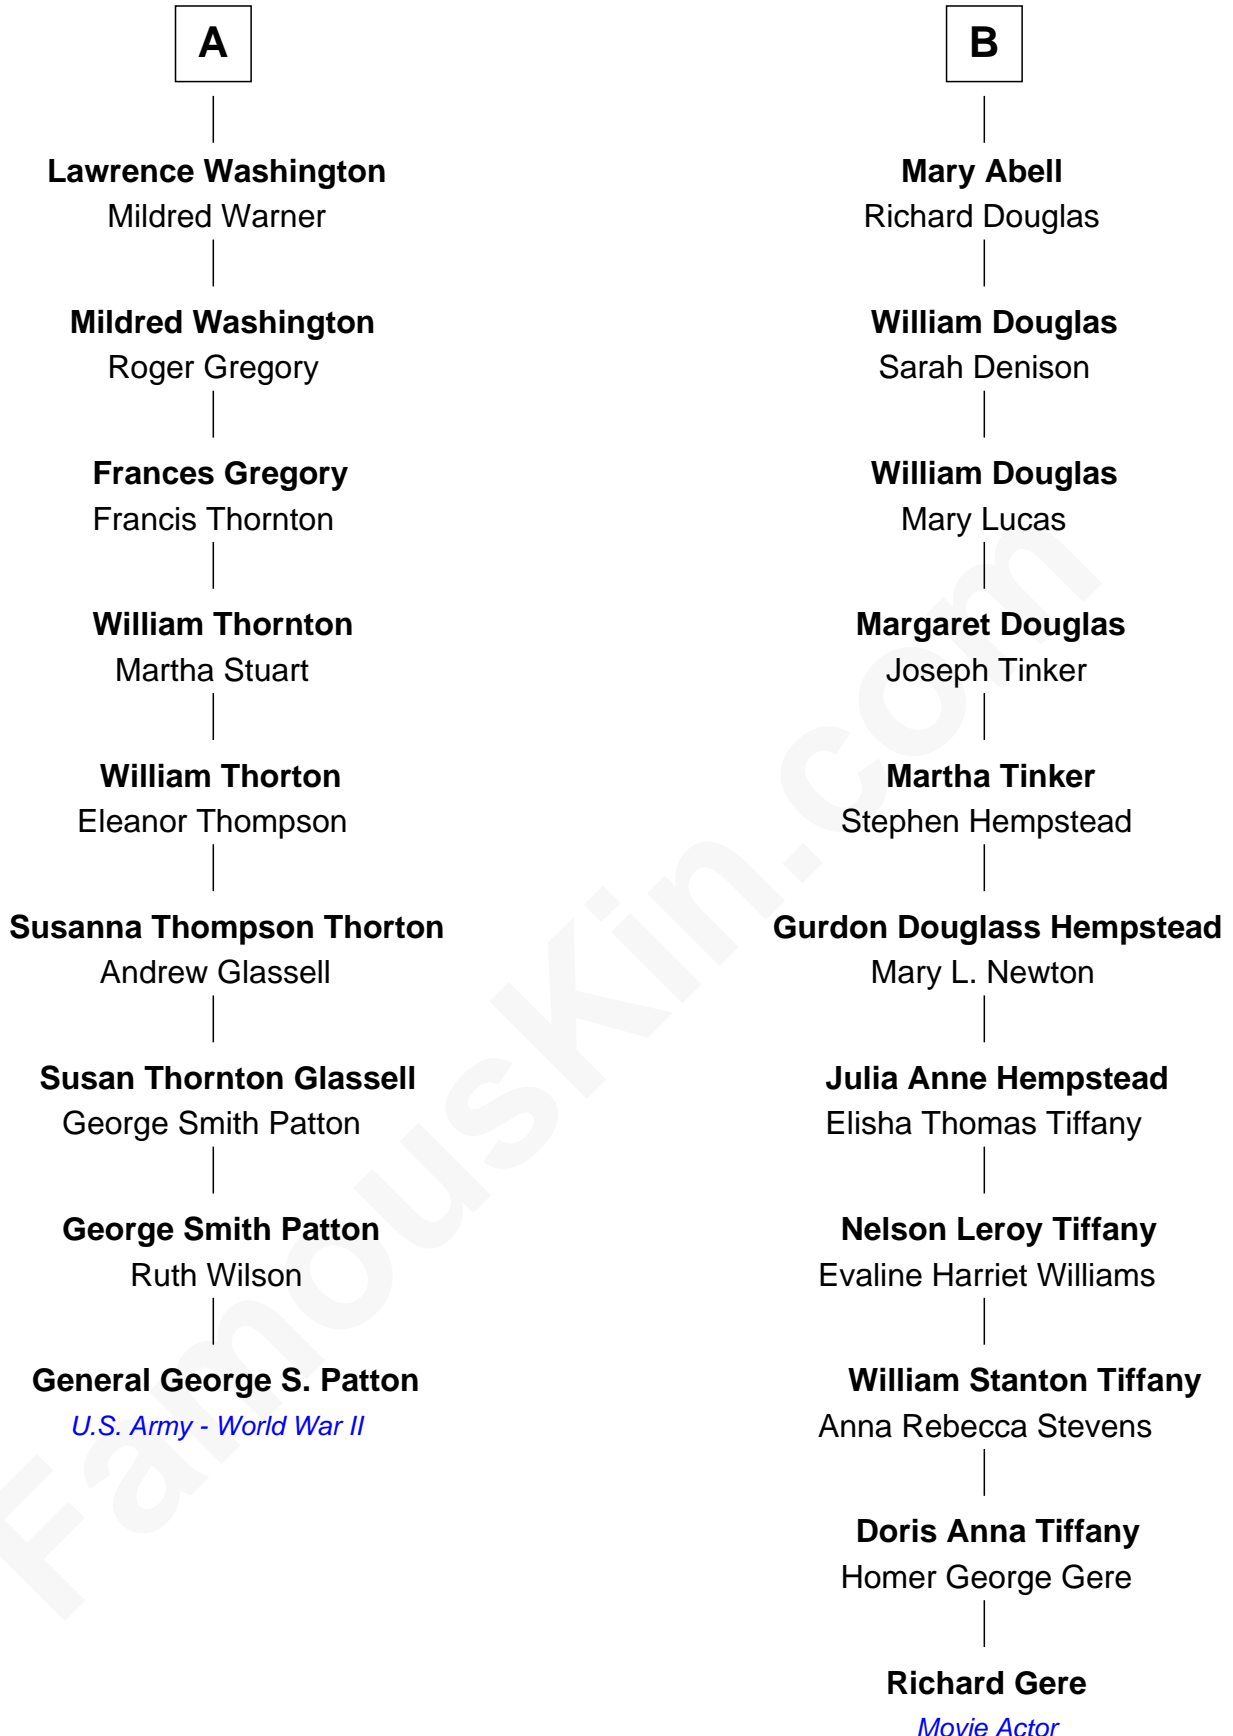 A
Lawrence Washington
Mildred Warner
Mildred Washington
Roger Gregory
Frances Gregory
Francis Thornton
William Thornton
Martha Stuart
William Thorton
Eleanor Thompson
Susanna Thompson Thorton
Andrew Glassell
Susan Thornton Glassell
George Smith Patton
George Smith Patton
Ruth Wilson
General George S. Patton
U.S. Army - World War II
B
Mary Abell
Richard Douglas
William Douglas
Sarah Denison
William Douglas
Mary Lucas
Margaret Douglas
Joseph Tinker
Martha Tinker
Stephen Hempstead
Gurdon Douglass Hempstead
Mary L. Newton
Julia Anne Hempstead
Elisha Thomas Tiffany
Nelson Leroy Tiffany
Evaline Harriet Williams
William Stanton Tiffany
Anna Rebecca Stevens
Doris Anna Tiffany
Homer George Gere
Richard Gere
Movie Actor
FamousKin.com